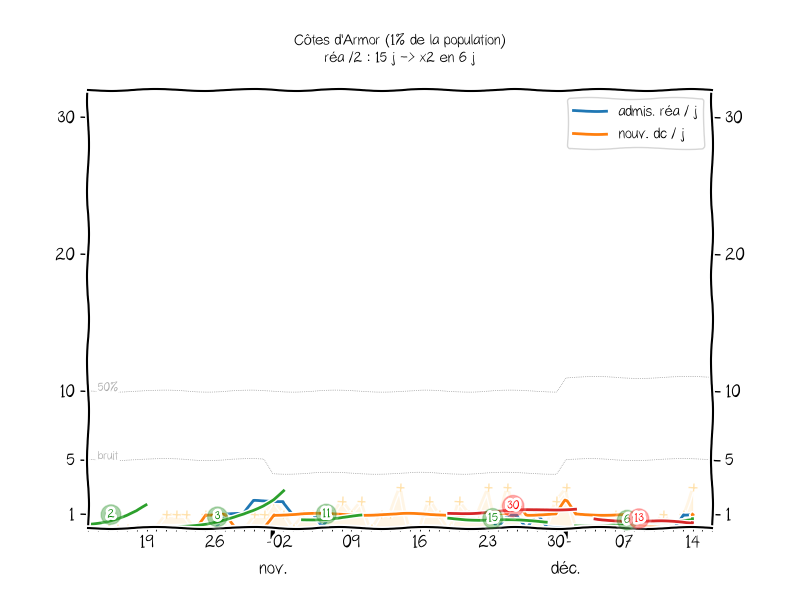 Côtes d'Armor (1% de la population)
réa /2 : 15 j -> x2 en 6 j
admis. réa / j
nouv. dc / j
30 30
20 20
50%
10 10
bruit
5 5
1 2 3 11 15 30 6 13 1
19 26 02 09 16 23 30 07 14
nov. déc.